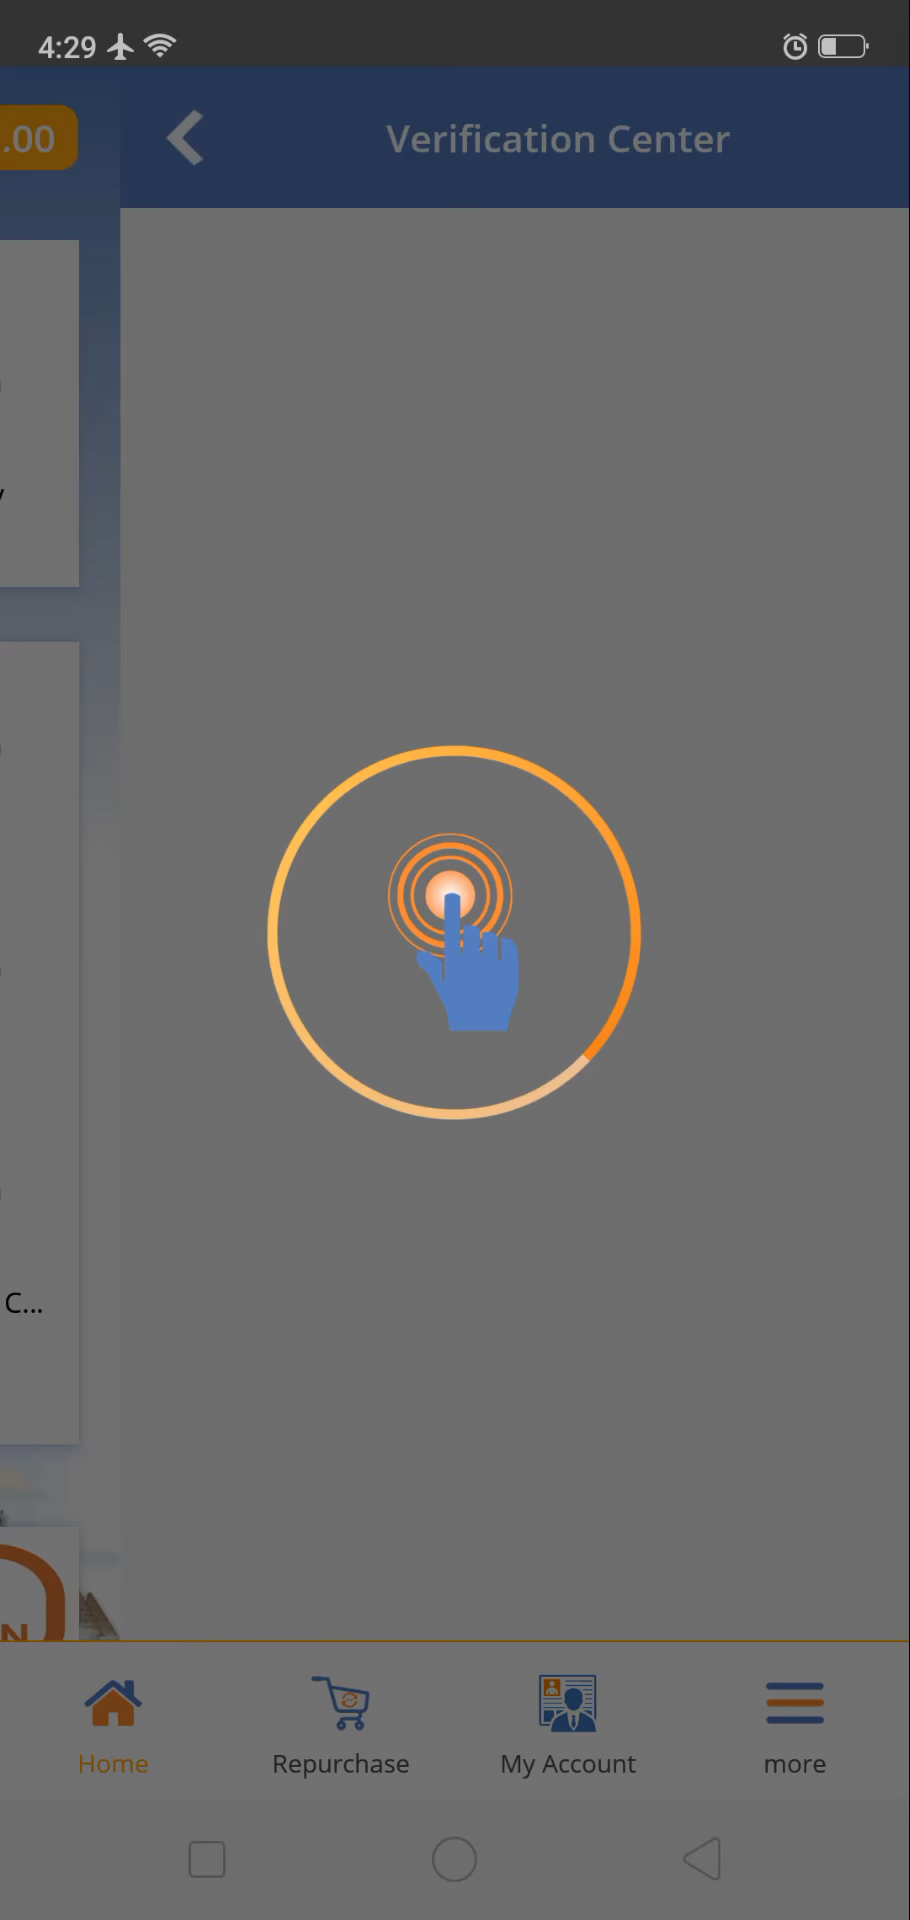 4:29
.00
Verification Center
y
C...
N
Home
Repurchase
My Account
more